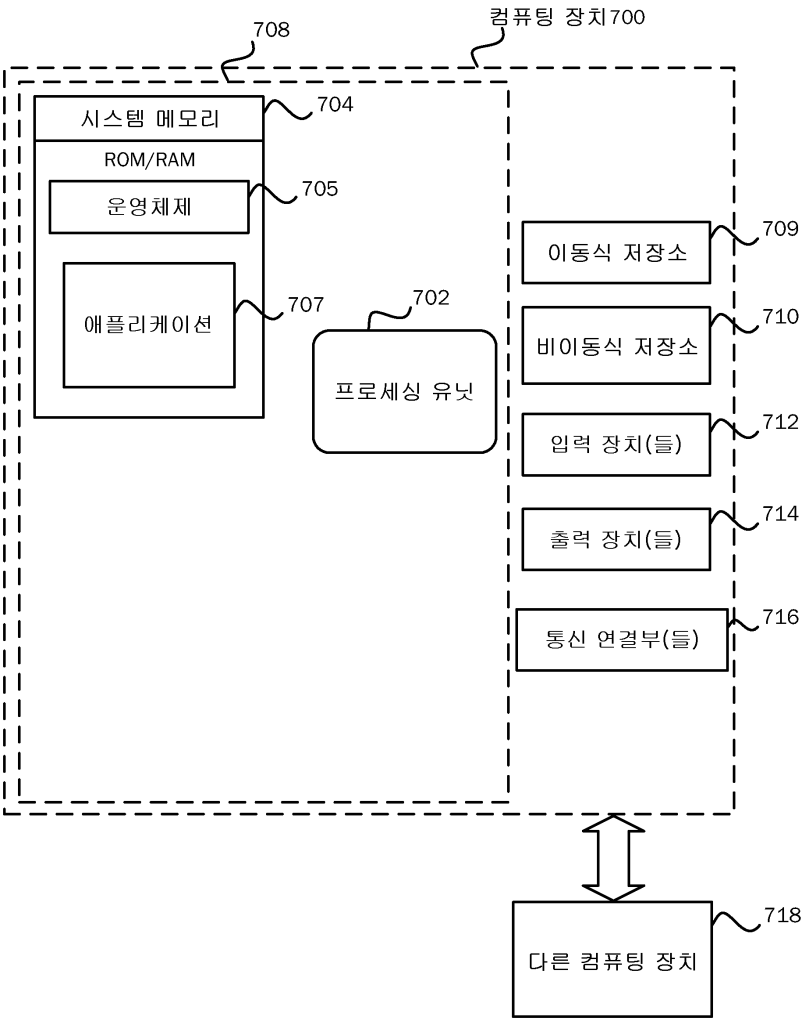 컴퓨팅 장치700
708
시스템 메모리
704
ROM/RAM
운영체제
705
애플리케이션
707
702
프로세싱 유닛
709
이동식 저장소
710
비이동식 저장소
712
입력 장치(들)
714
출력 장치(들)
716
통신 연결부(들)
718
다른 컴퓨팅 장치